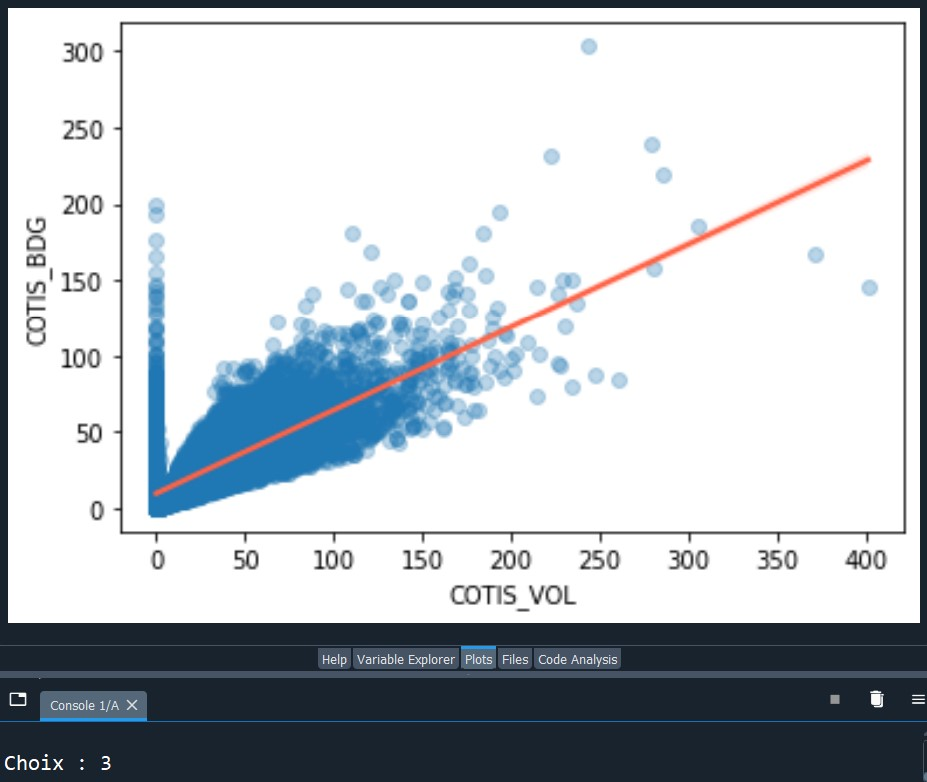 300
250
200
150
100
50
0
COTIS_BDG
0 50 100 150 200 250 300 350 400
COTIS_VOL
Help Variable Explorer Plots Files Code Analysis
Console 1/A
Choix : 3